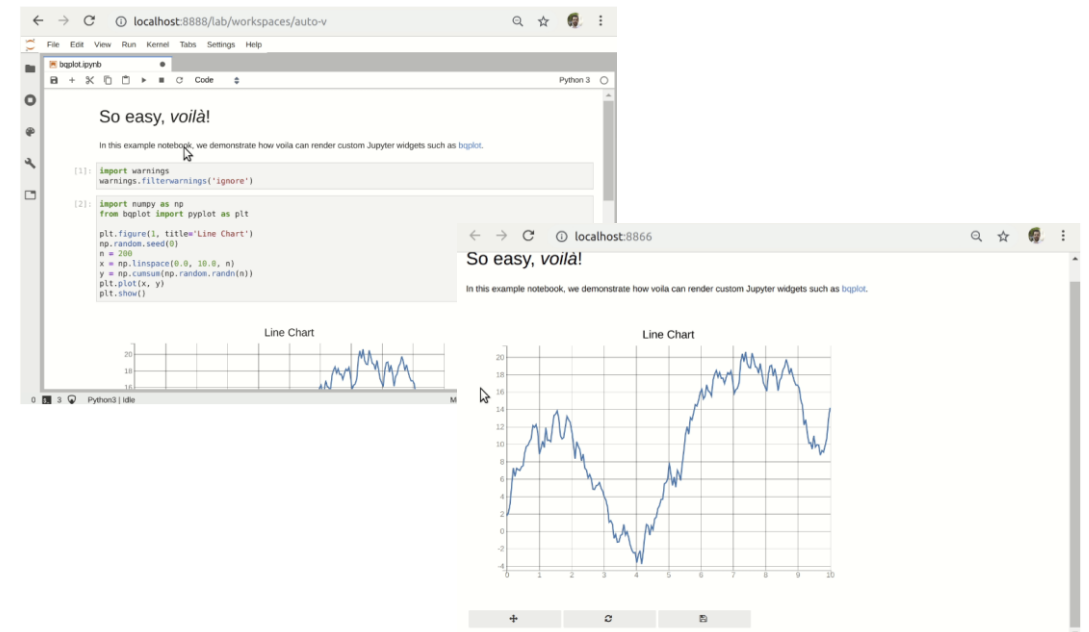 localhost:8888/lab/workspaces/auto-v
File Edit View Run Kernel Tabs Settings Help
bqplot.ipynb
Code
Python 3
So easy, voilà!
In this example notebook, we demonstrate how voila can render custom Jupyter widgets such as bqplot.
[1]: import warnings
warnings.filterwarnings('ignore')
[2]: import numpy as np
from bqplot import pyplot as plt
plt.figure(1, title='Line Chart')
np.random.seed(0)
n = 200
x = np.linspace(0.0, 10.0, n)
y = np.cumsum(np.random.randn(n))
plt.plot(x, y)
plt.show()
Line Chart
20
18
16
0 3 Python3 | Idle M
localhost:8866
So easy, voilà!
In this example notebook, we demonstrate how voila can render custom Jupyter widgets such as bqplot.
Line Chart
20
18
16
14
12
10
8
6
4
2
0
-2
-4
0 1 2 3 4 5 6 7 8 9 10